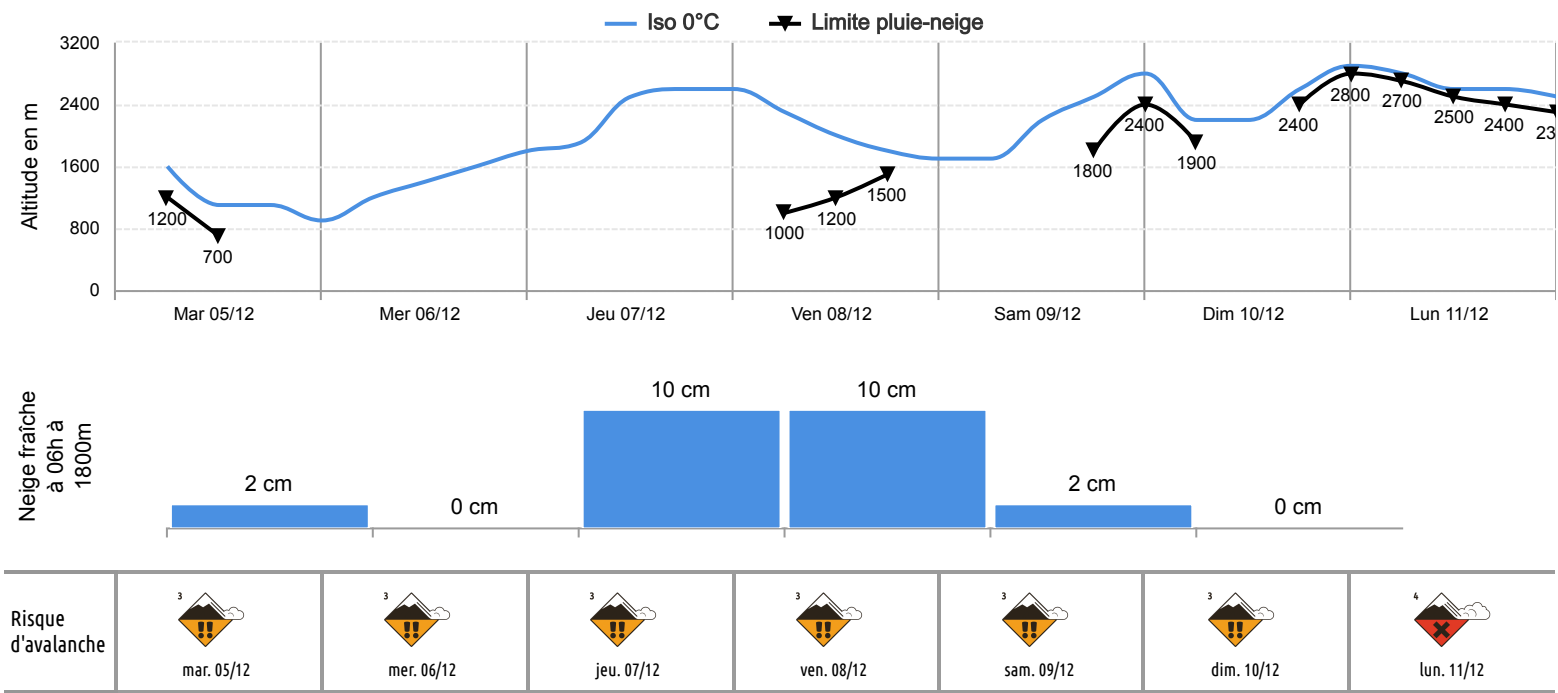 Iso 0°C Limite pluie-neige
Altitude en m
3200
2400
1600
800
0
1200
700
1000
1200
1500
1800
2400
1900
2400
2800
2700
2500
2400
23
Mar 05/12 Mer 06/12 Jeu 07/12 Ven 08/12 Sam 09/12 Dim 10/12 Lun 11/12
Neige fraîche
à 06h à
1800m
2 cm 0 cm 10 cm 10 cm 2 cm 0 cm
Risque
d'avalanche
3 3 3 3 3 3 4
!! !! !! !! !! !!
mar. 05/12 mer. 06/12 jeu. 07/12 ven. 08/12 sam. 09/12 dim. 10/12 lun. 11/12